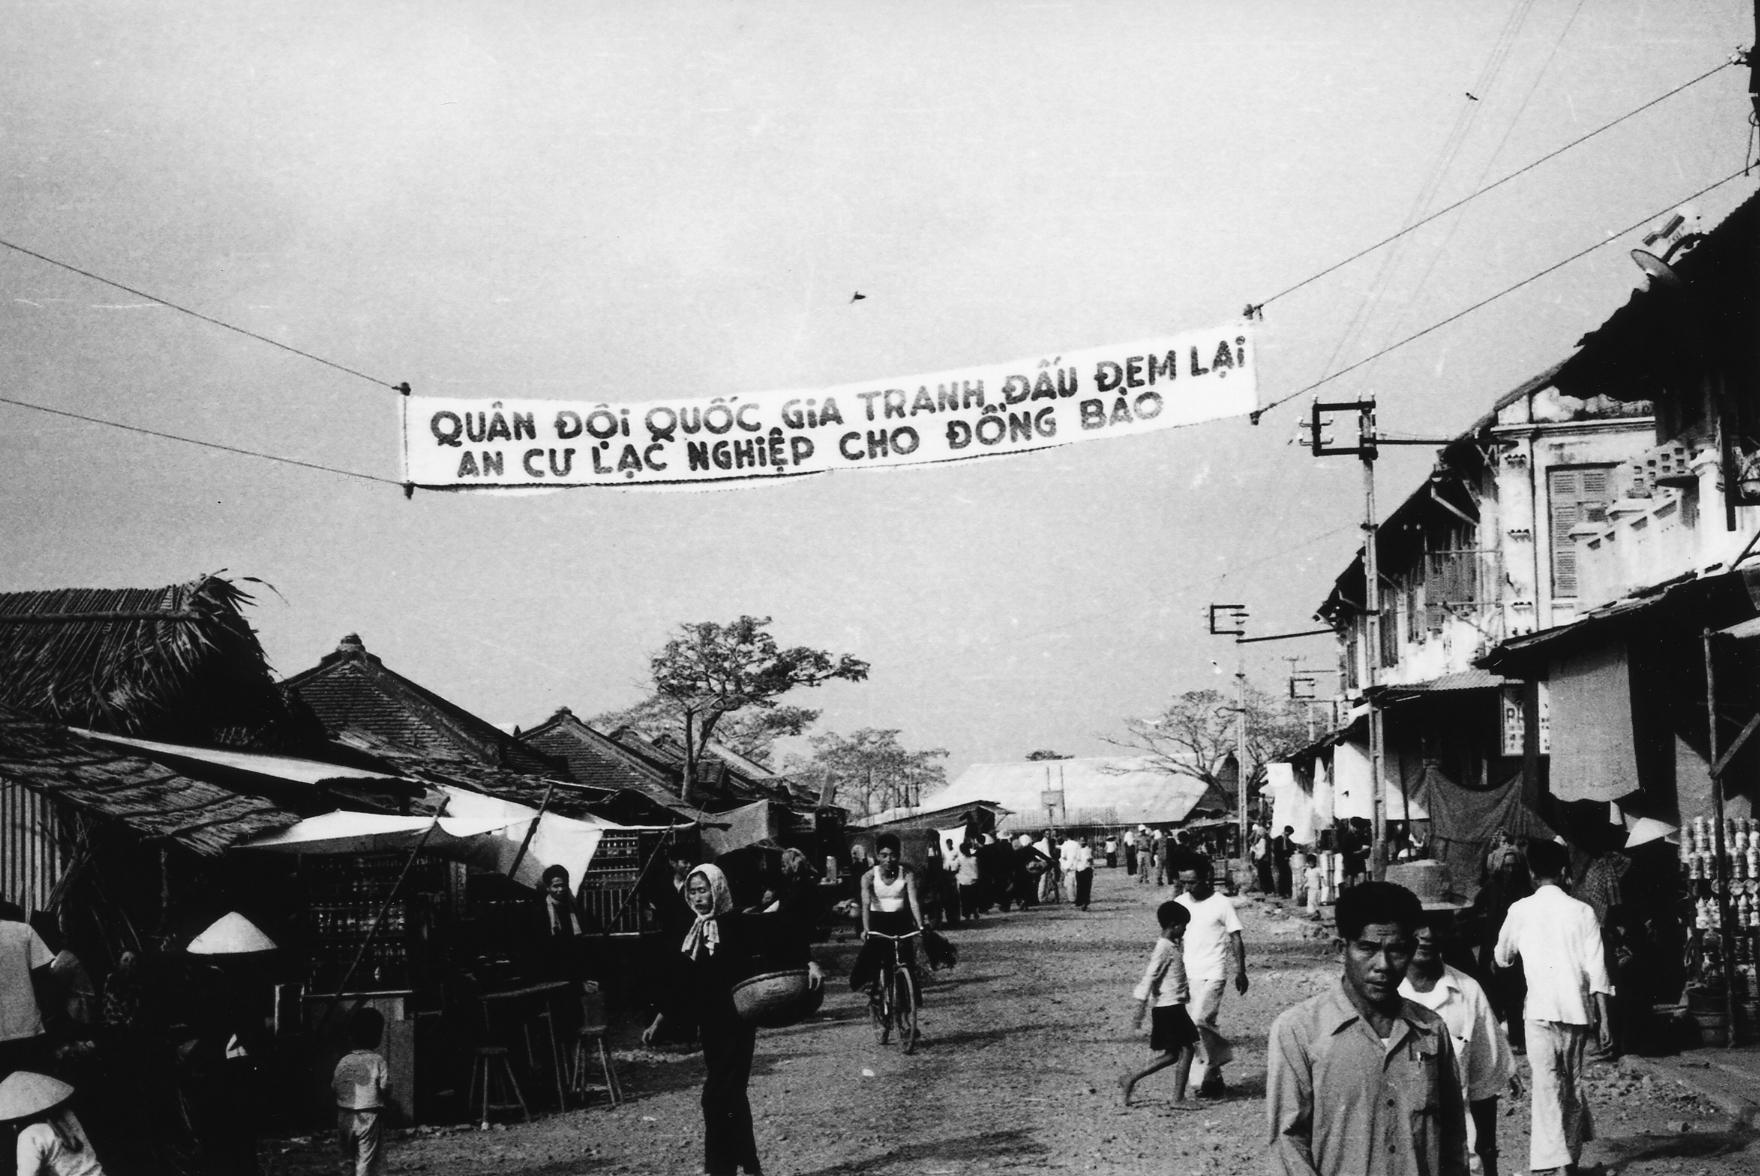 QUÂN ĐỘi QUỐC GiA TRANH ĐẤU ĐEM LẠi
AN CƯ LẠC NGHiỆP CHO ĐỒNG BÀO